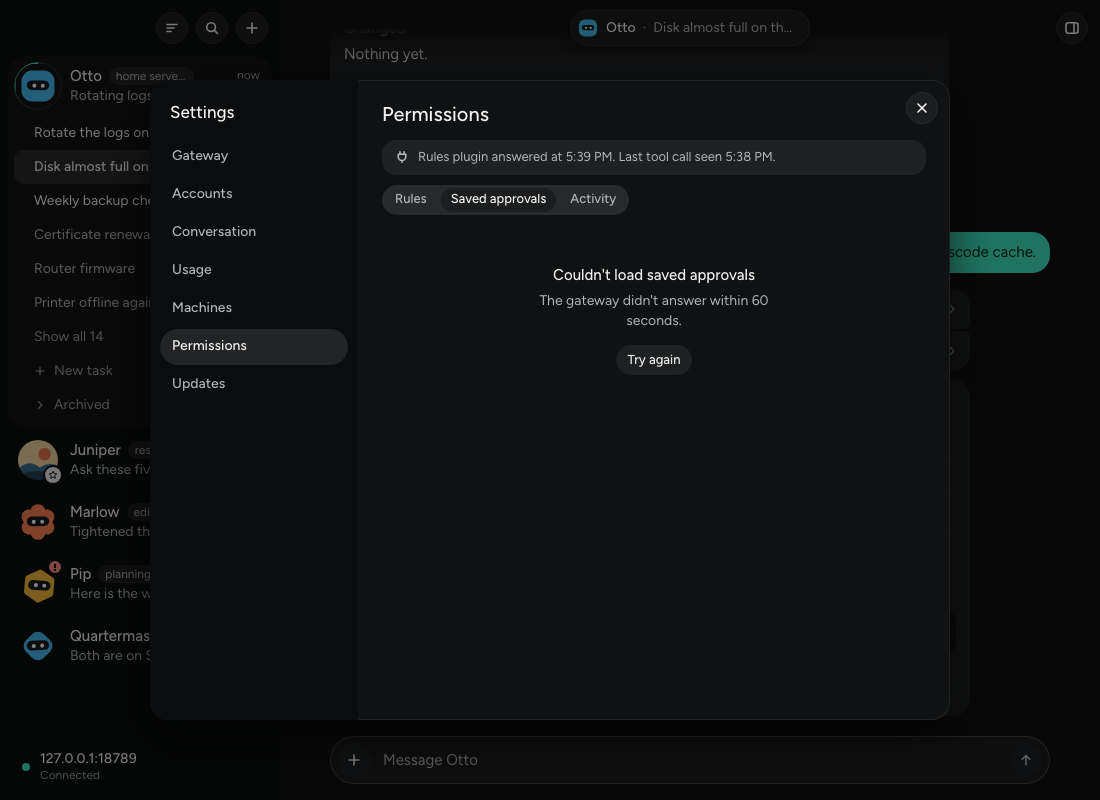 Otto · Disk almost full on th…
Nothing yet.
Otto home serve… now
Rotating logs
Rotate the logs on
Disk almost full on
Weekly backup che
Certificate renewa
Router firmware
Printer offline again
Show all 14
New task
Archived
Juniper res
Ask these fiv
Marlow edi
Tightened th
Pip planning
Here is the w
Quartermas
Both are on S
127.0.0.1:18789
Connected
Settings
Gateway
Accounts
Conversation
Usage
Machines
Permissions
Updates
Permissions
Rules plugin answered at 5:39 PM. Last tool call seen 5:38 PM.
Rules Saved approvals Activity
Couldn't load saved approvals
The gateway didn't answer within 60
seconds.
Try again
scode cache.
Message Otto